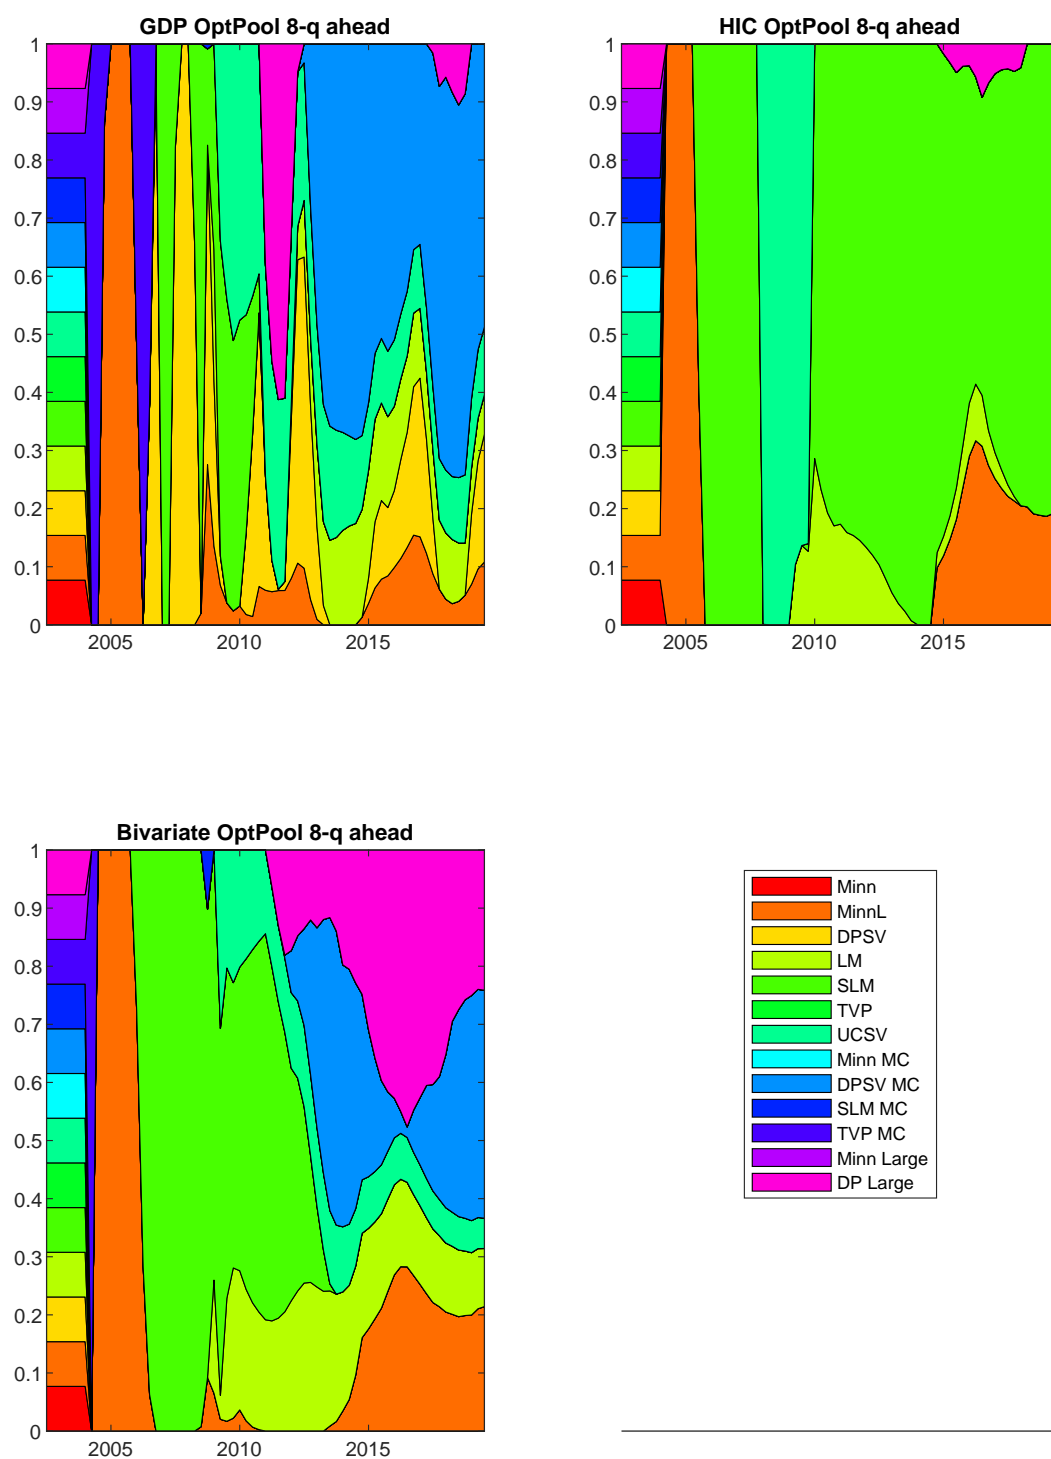 GDP OptPool 8-q ahead
1
0.9
0.8
0.7
0.6
0.5
0.4
0.3
0.2
0.1
0
2005 2010 2015
HIC OptPool 8-q ahead
1
0.9
0.8
0.7
0.6
0.5
0.4
0.3
0.2
0.1
0
2005 2010 2015
Bivariate OptPool 8-q ahead
1
0.9
0.8
0.7
0.6
0.5
0.4
0.3
0.2
0.1
0
2005 2010 2015
Minn
MinnL
DPSV
LM
SLM
TVP
UCSV
Minn MC
DPSV MC
SLM MC
TVP MC
Minn Large
DP Large